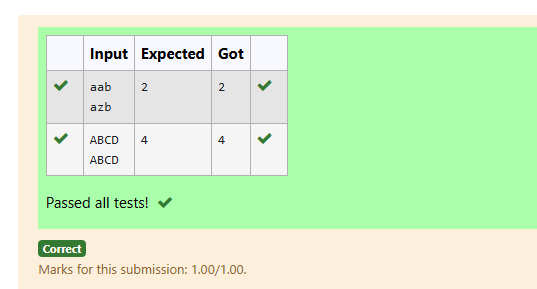 Input Expected Got
aab 2 2
azb
ABCD 4 4
ABCD
Passed all tests!
Correct
Marks for this submission: 1.00/1.00.